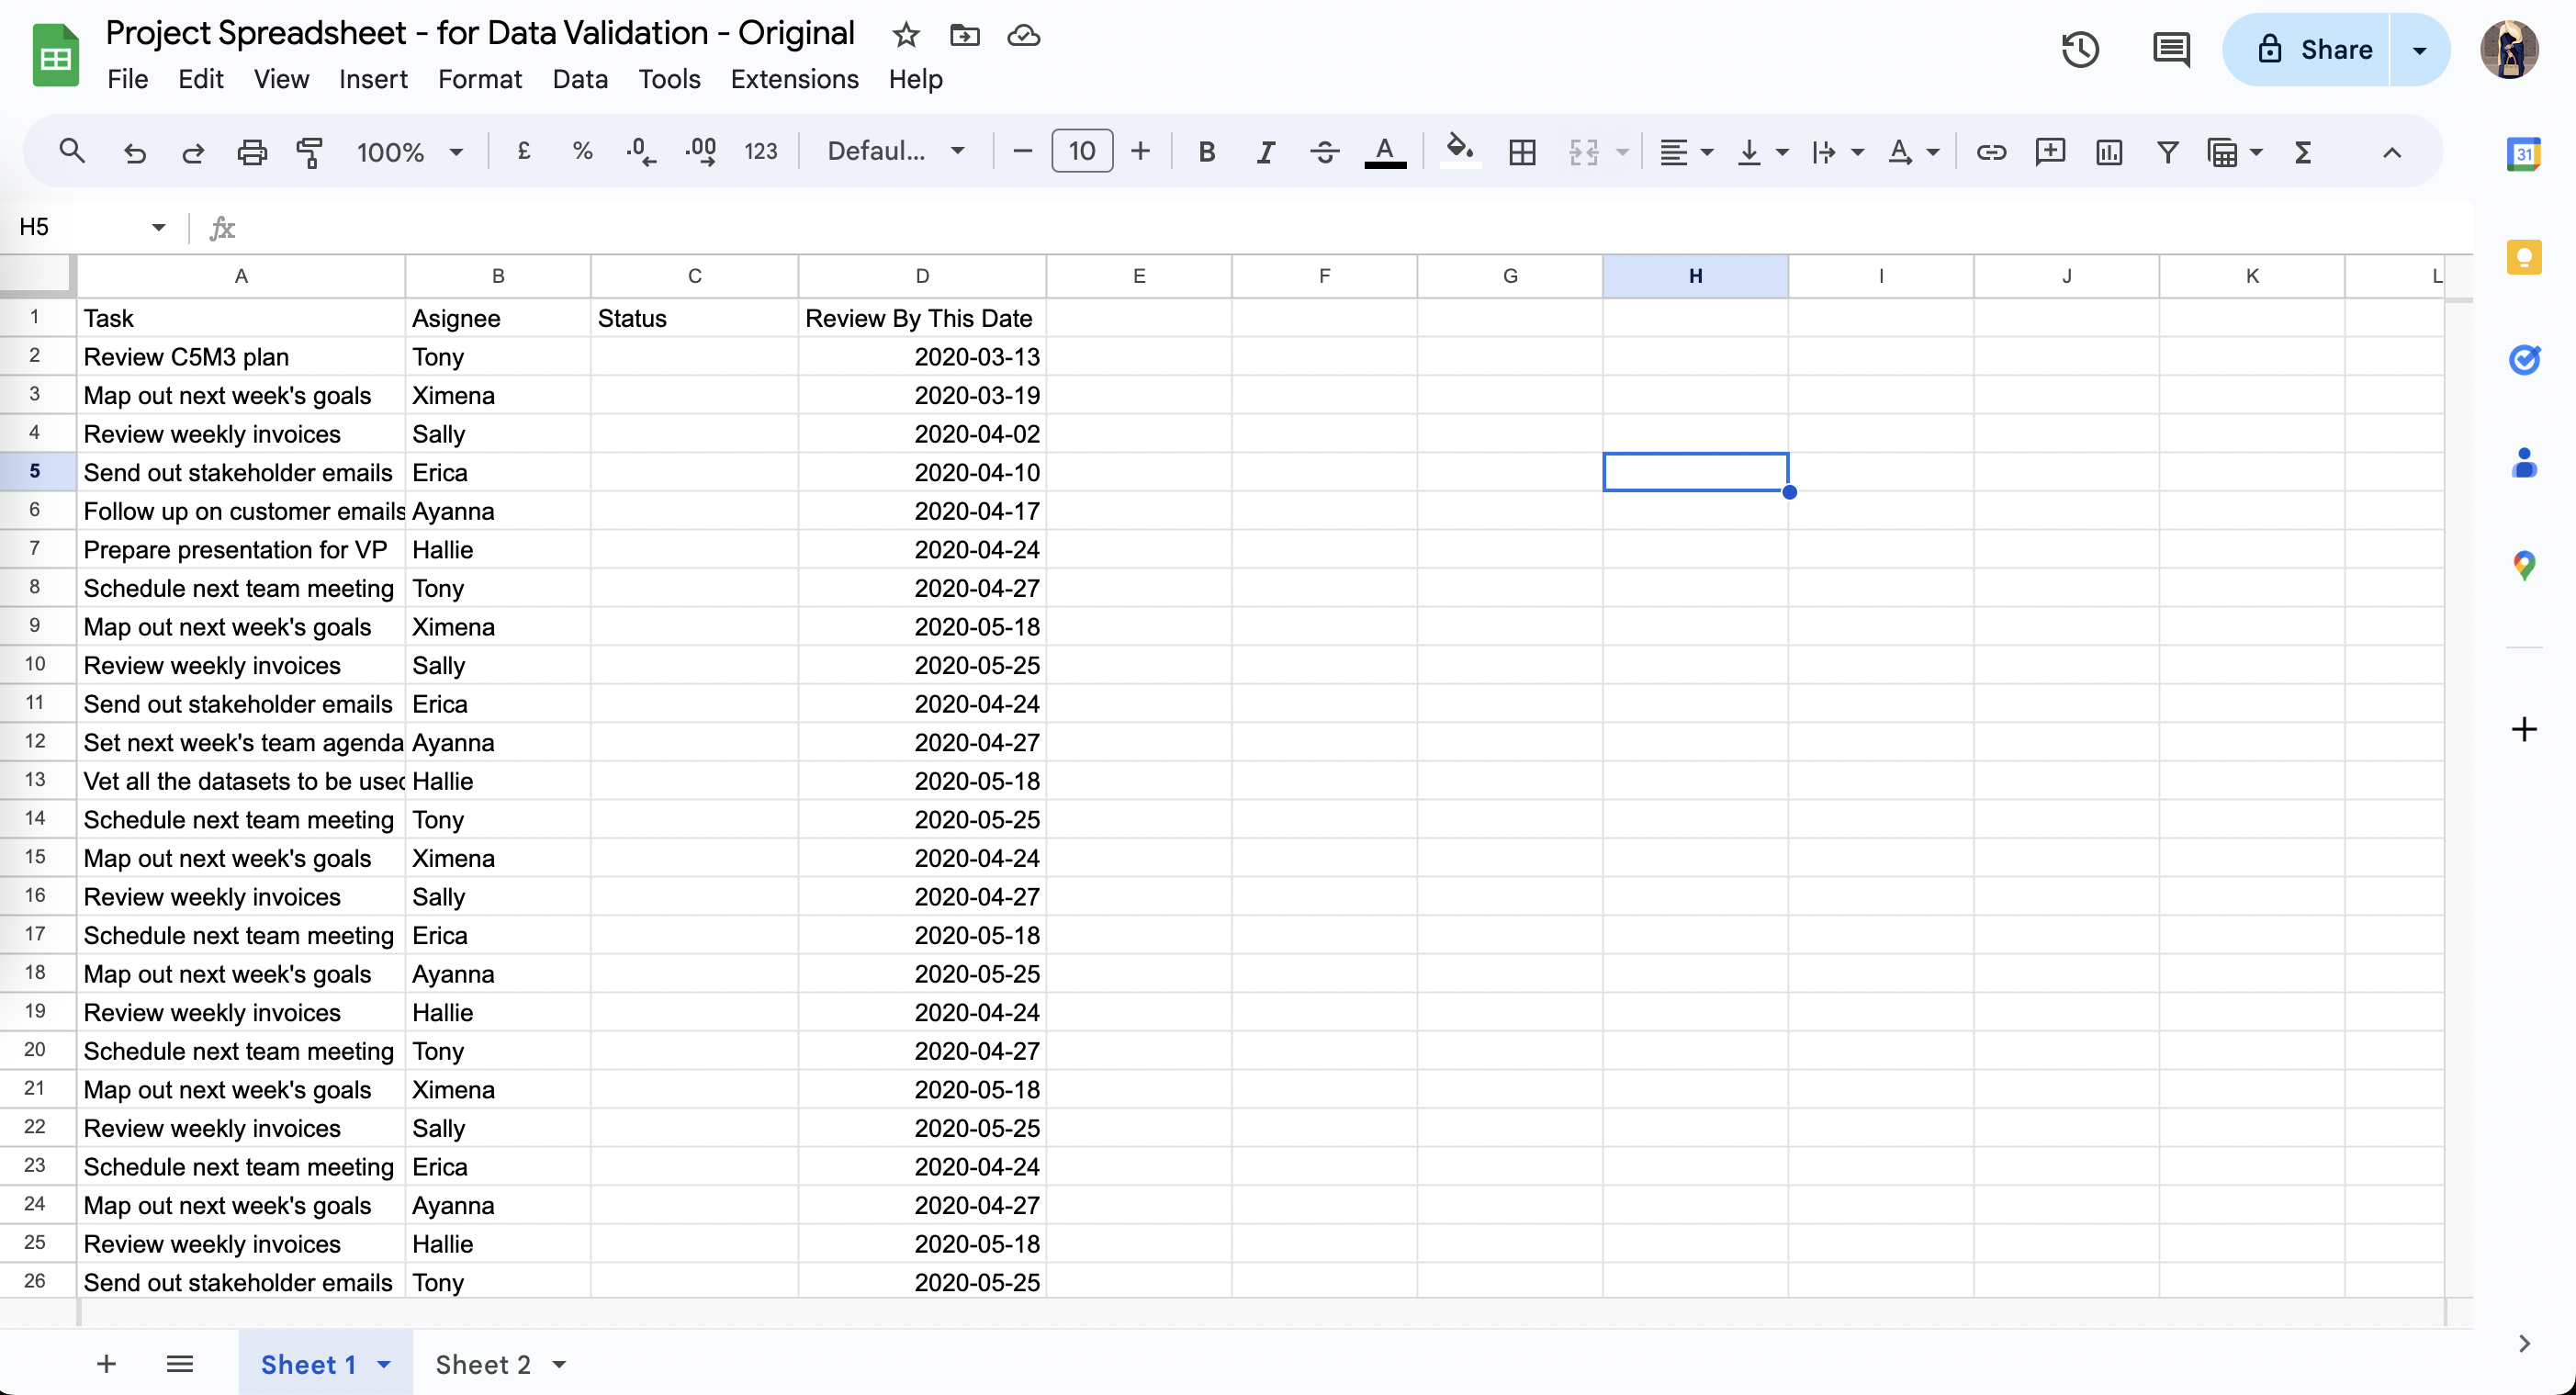 Project Spreadsheet - for Data Validation - Original
File Edit View Insert Format Data Tools Extensions Help
Share
100% £ % .0 .00 123 Defaul... 10 B I S A A Σ
31
H5 fx
A B C D E F G H I J K L
1 Task Asignee Status Review By This Date
2 Review C5M3 plan Tony 2020-03-13
3 Map out next week's goals Ximena 2020-03-19
4 Review weekly invoices Sally 2020-04-02
5 Send out stakeholder emails Erica 2020-04-10
6 Follow up on customer emails Ayanna 2020-04-17
7 Prepare presentation for VP Hallie 2020-04-24
8 Schedule next team meeting Tony 2020-04-27
9 Map out next week's goals Ximena 2020-05-18
10 Review weekly invoices Sally 2020-05-25
11 Send out stakeholder emails Erica 2020-04-24
12 Set next week's team agenda Ayanna 2020-04-27
13 Vet all the datasets to be used Hallie 2020-05-18
14 Schedule next team meeting Tony 2020-05-25
15 Map out next week's goals Ximena 2020-04-24
16 Review weekly invoices Sally 2020-04-27
17 Schedule next team meeting Erica 2020-05-18
18 Map out next week's goals Ayanna 2020-05-25
19 Review weekly invoices Hallie 2020-04-24
20 Schedule next team meeting Tony 2020-04-27
21 Map out next week's goals Ximena 2020-05-18
22 Review weekly invoices Sally 2020-05-25
23 Schedule next team meeting Erica 2020-04-24
24 Map out next week's goals Ayanna 2020-04-27
25 Review weekly invoices Hallie 2020-05-18
26 Send out stakeholder emails Tony 2020-05-25
Sheet 1 Sheet 2